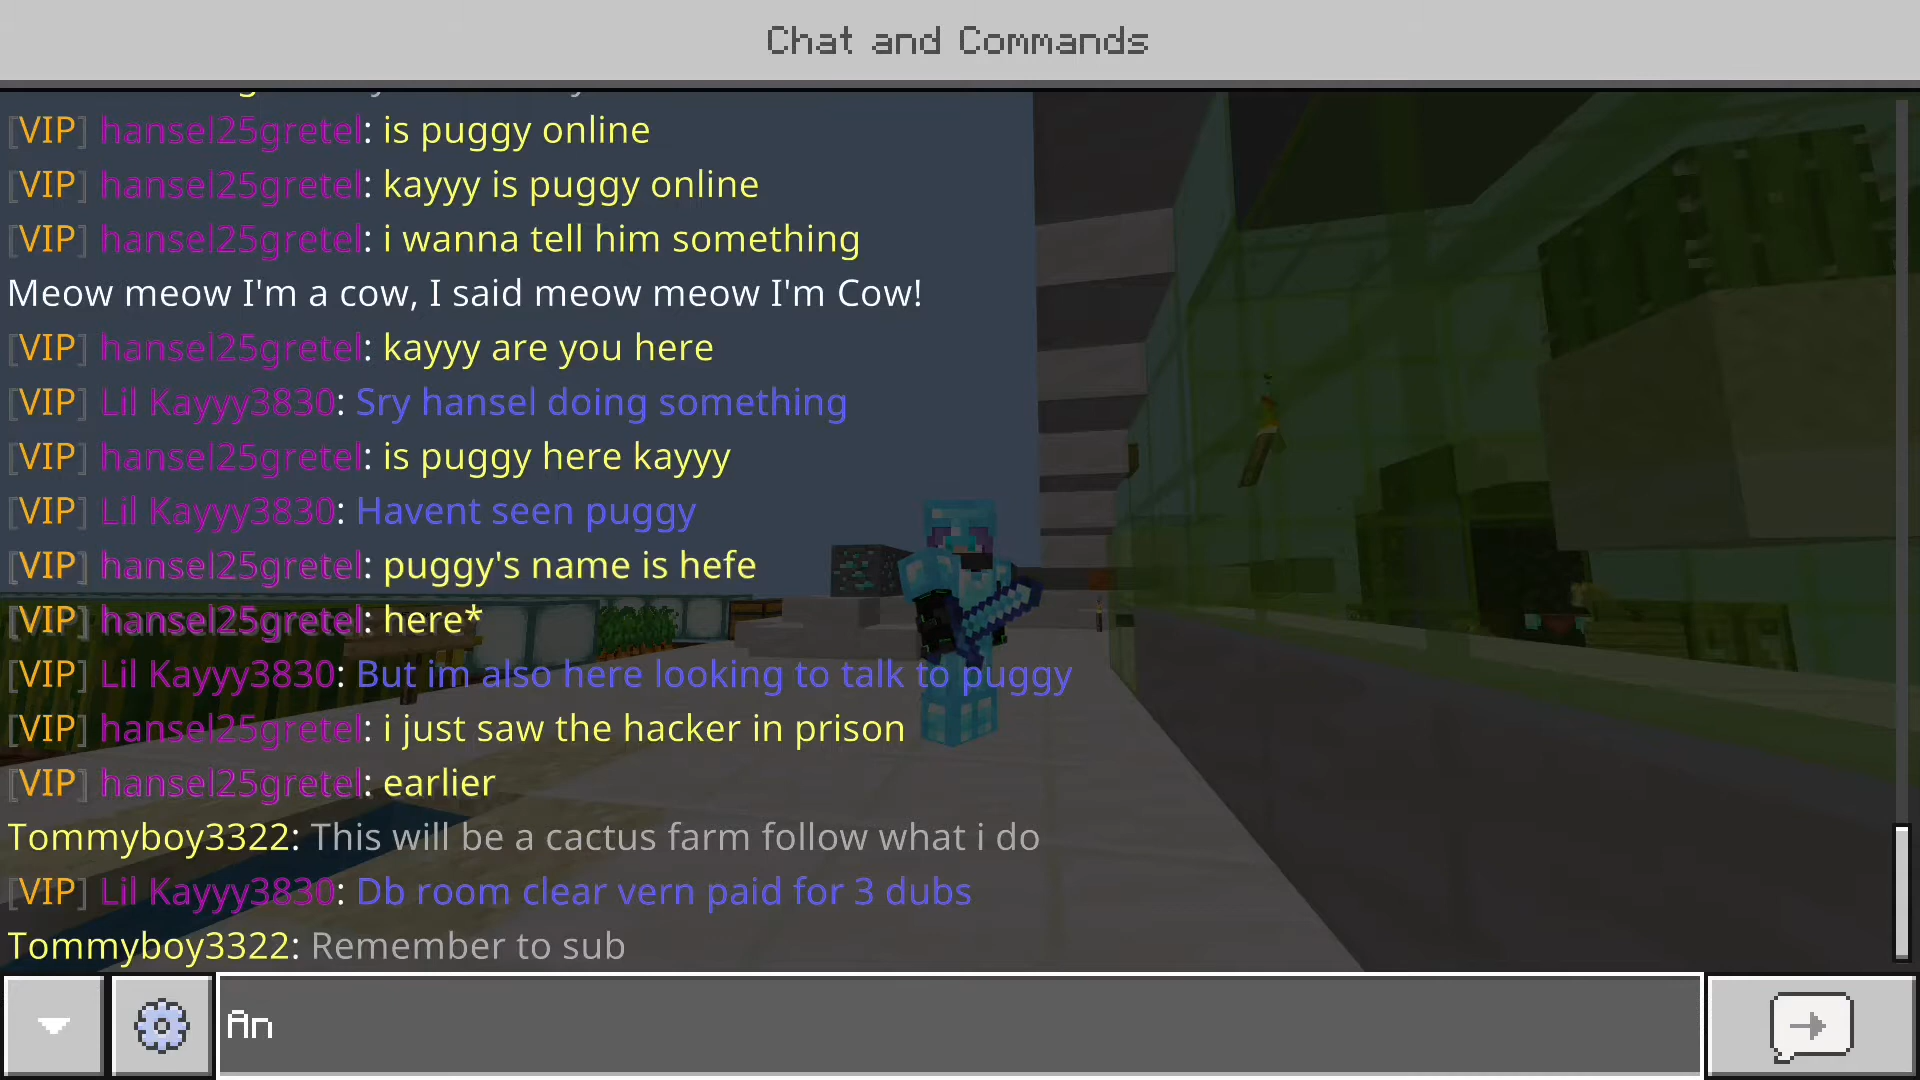 Chat and Commands
[VIP] hansel25gretel: is puggy online
[VIP] hansel25gretel: kayyy is puggy online
[VIP] hansel25gretel: i wanna tell him something
Meow meow I'm a cow, I said meow meow I'm Cow!
[VIP] hansel25gretel: kayyy are you here
[VIP] Lil Kayyy3830: Sry hansel doing something
[VIP] hansel25gretel: is puggy here kayyy
[VIP] Lil Kayyy3830: Havent seen puggy
[VIP] hansel25gretel: puggy's name is hefe
[VIP] hansel25gretel: here*
[VIP] Lil Kayyy3830: But im also here looking to talk to puggy
[VIP] hansel25gretel: i just saw the hacker in prison
[VIP] hansel25gretel: earlier
Tommyboy3322: This will be a cactus farm follow what i do
[VIP] Lil Kayyy3830: Db room clear vern paid for 3 dubs
Tommyboy3322: Remember to sub
An